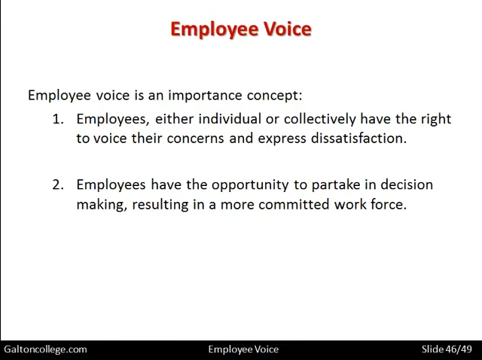 Employee Voice
Employee voice is an importance concept:
1. Employees, either individual or collectively have the right
to voice their concerns and express dissatisfaction.
2. Employees have the opportunity to partake in decision
making, resulting in a more committed work force.
Galtoncollege.com Employee Voice Slide 46/49